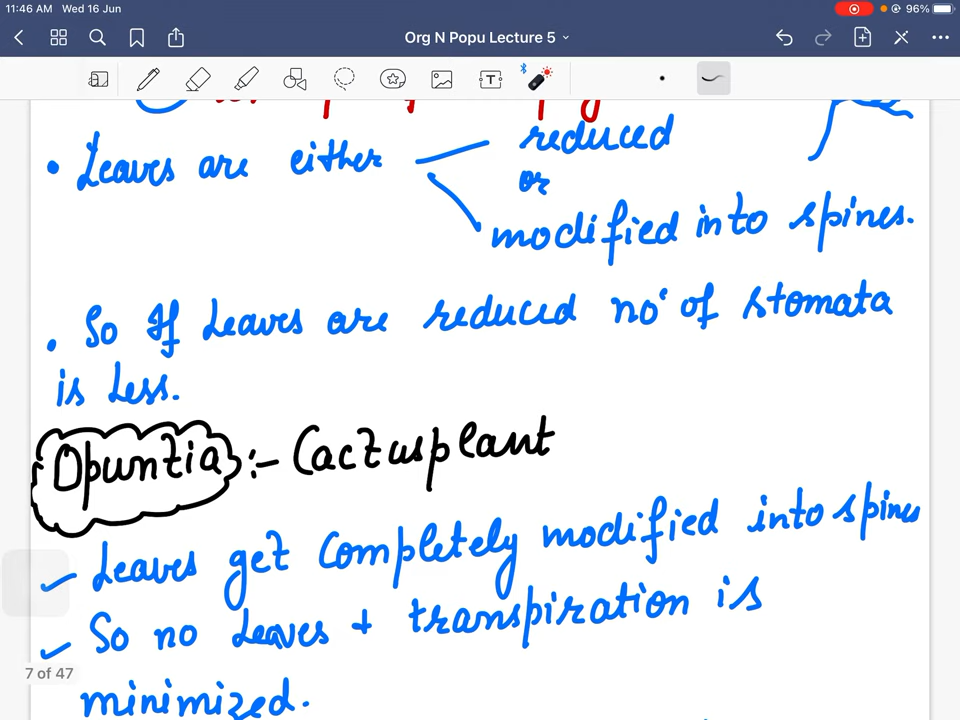 11:46 AM Wed 16 Jun 96%
Org N Popu Lecture 5
• Leaves are either reduced
or
modified into spines.
• So If Leaves are reduced no· of stomata
is Less.
Opuntia :- Cactus plant
Leaves get completely modified into spines
So no Leaves + transpiration is
7 of 47
minimized.